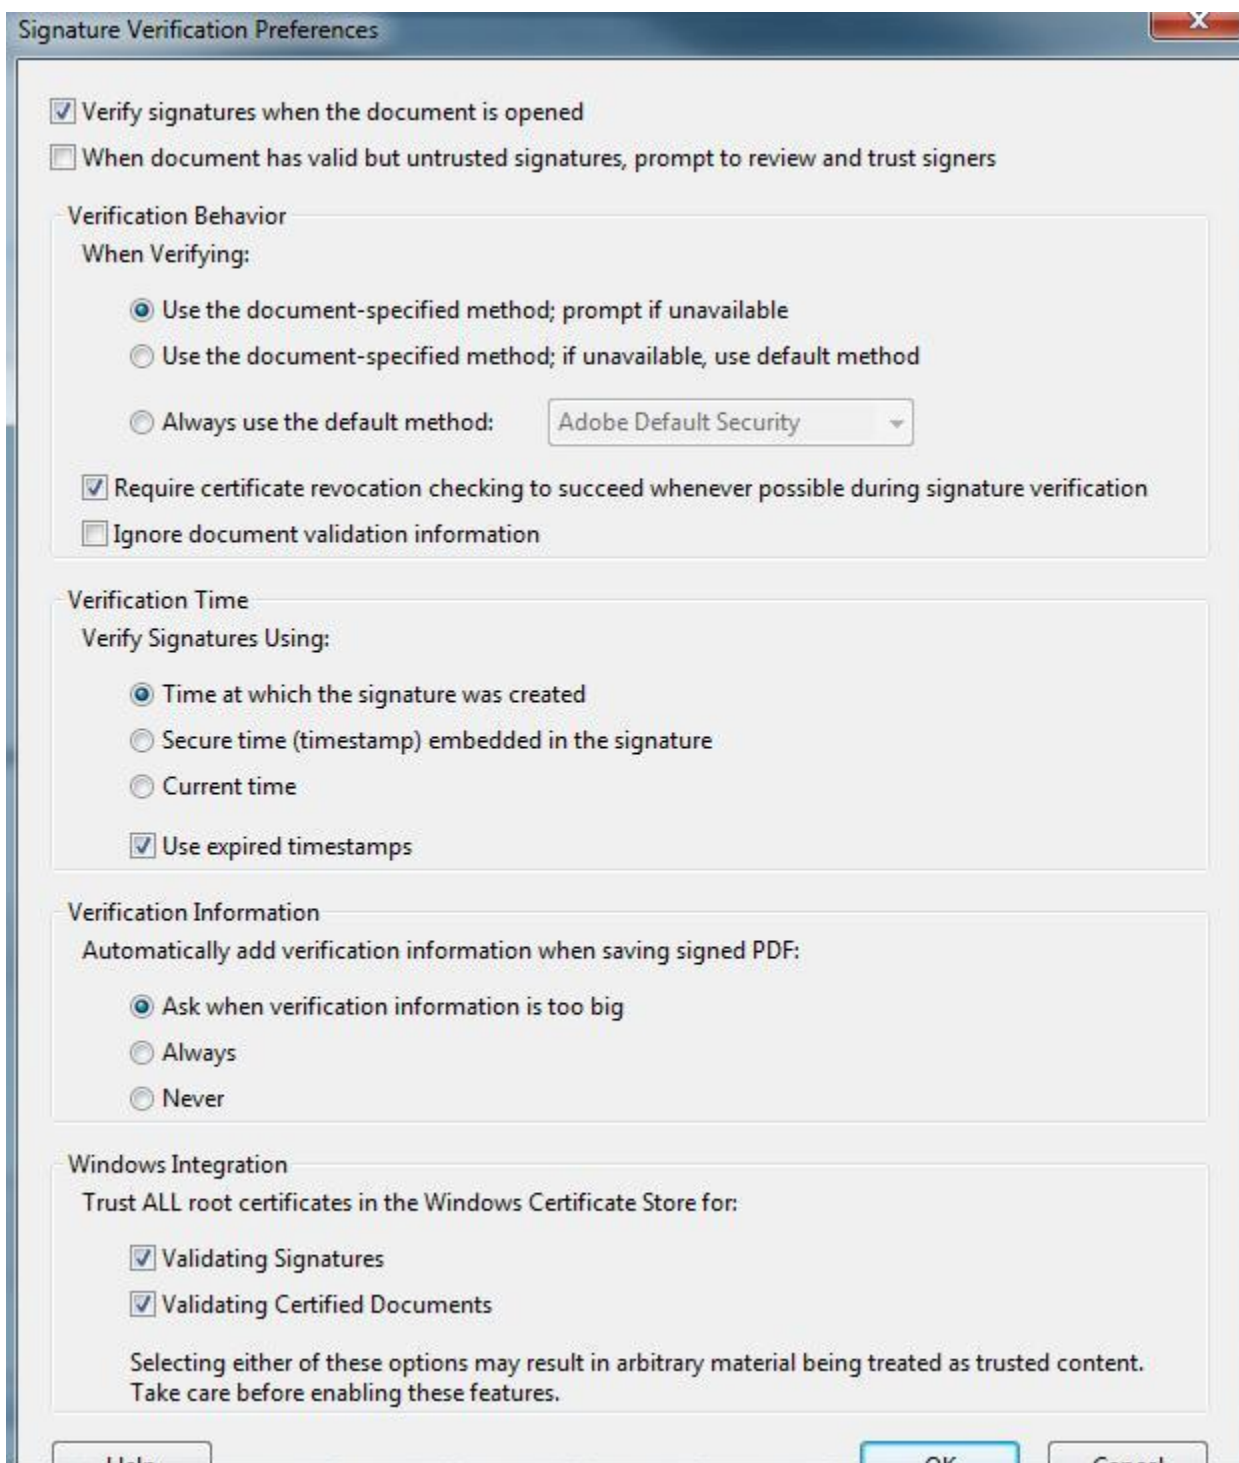 Signature Verification Preferences
Verify signatures when the document is opened
When document has valid but untrusted signatures, prompt to review and trust signers
Verification Behavior
When Verifying:
Use the document-specified method; prompt if unavailable
Use the document-specified method; if unavailable, use default method
Always use the default method: Adobe Default Security
Require certificate revocation checking to succeed whenever possible during signature verification
Ignore document validation information
Verification Time
Verify Signatures Using:
Time at which the signature was created
Secure time (timestamp) embedded in the signature
Current time
Use expired timestamps
Verification Information
Automatically add verification information when saving signed PDF:
Ask when verification information is too big
Always
Never
Windows Integration
Trust ALL root certificates in the Windows Certificate Store for:
Validating Signatures
Validating Certified Documents
Selecting either of these options may result in arbitrary material being treated as trusted content.
Take care before enabling these features.
Help OK Cancel